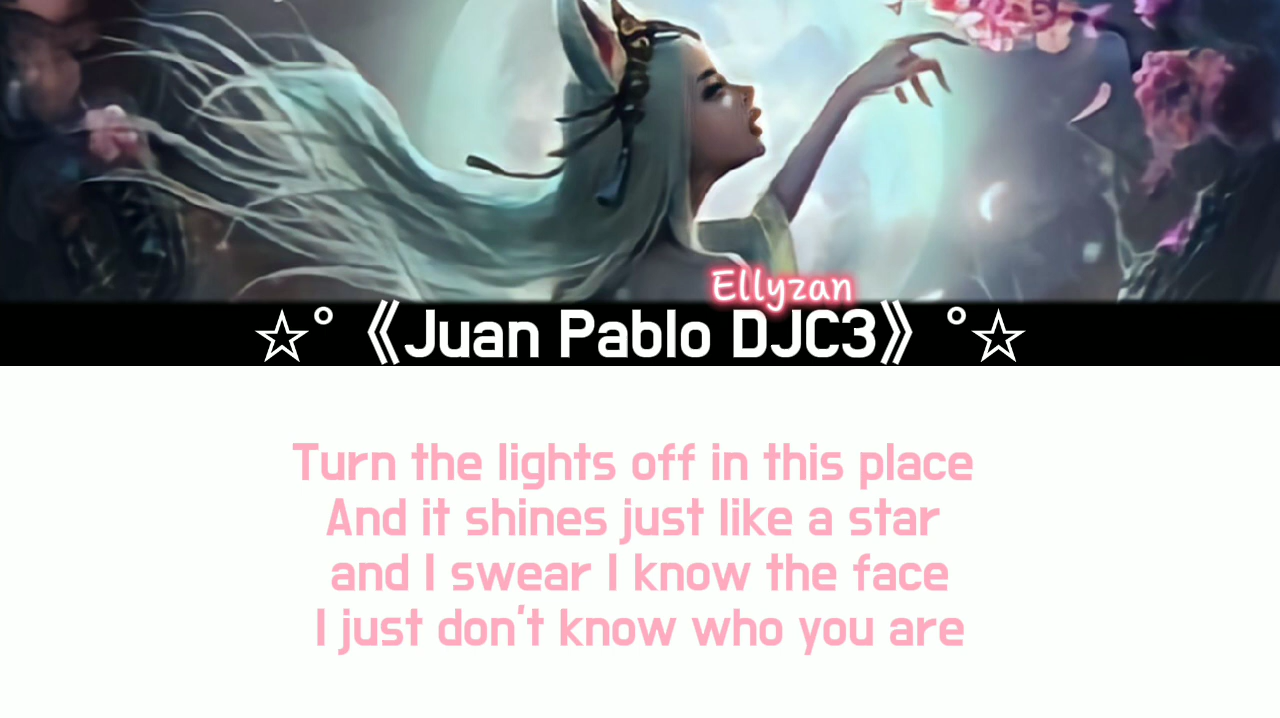 Ellyzan
☆°《Juan Pablo DJC3》°☆
Turn the lights off in this place
And it shines just like a star
and I swear I know the face
I just don't know who you are